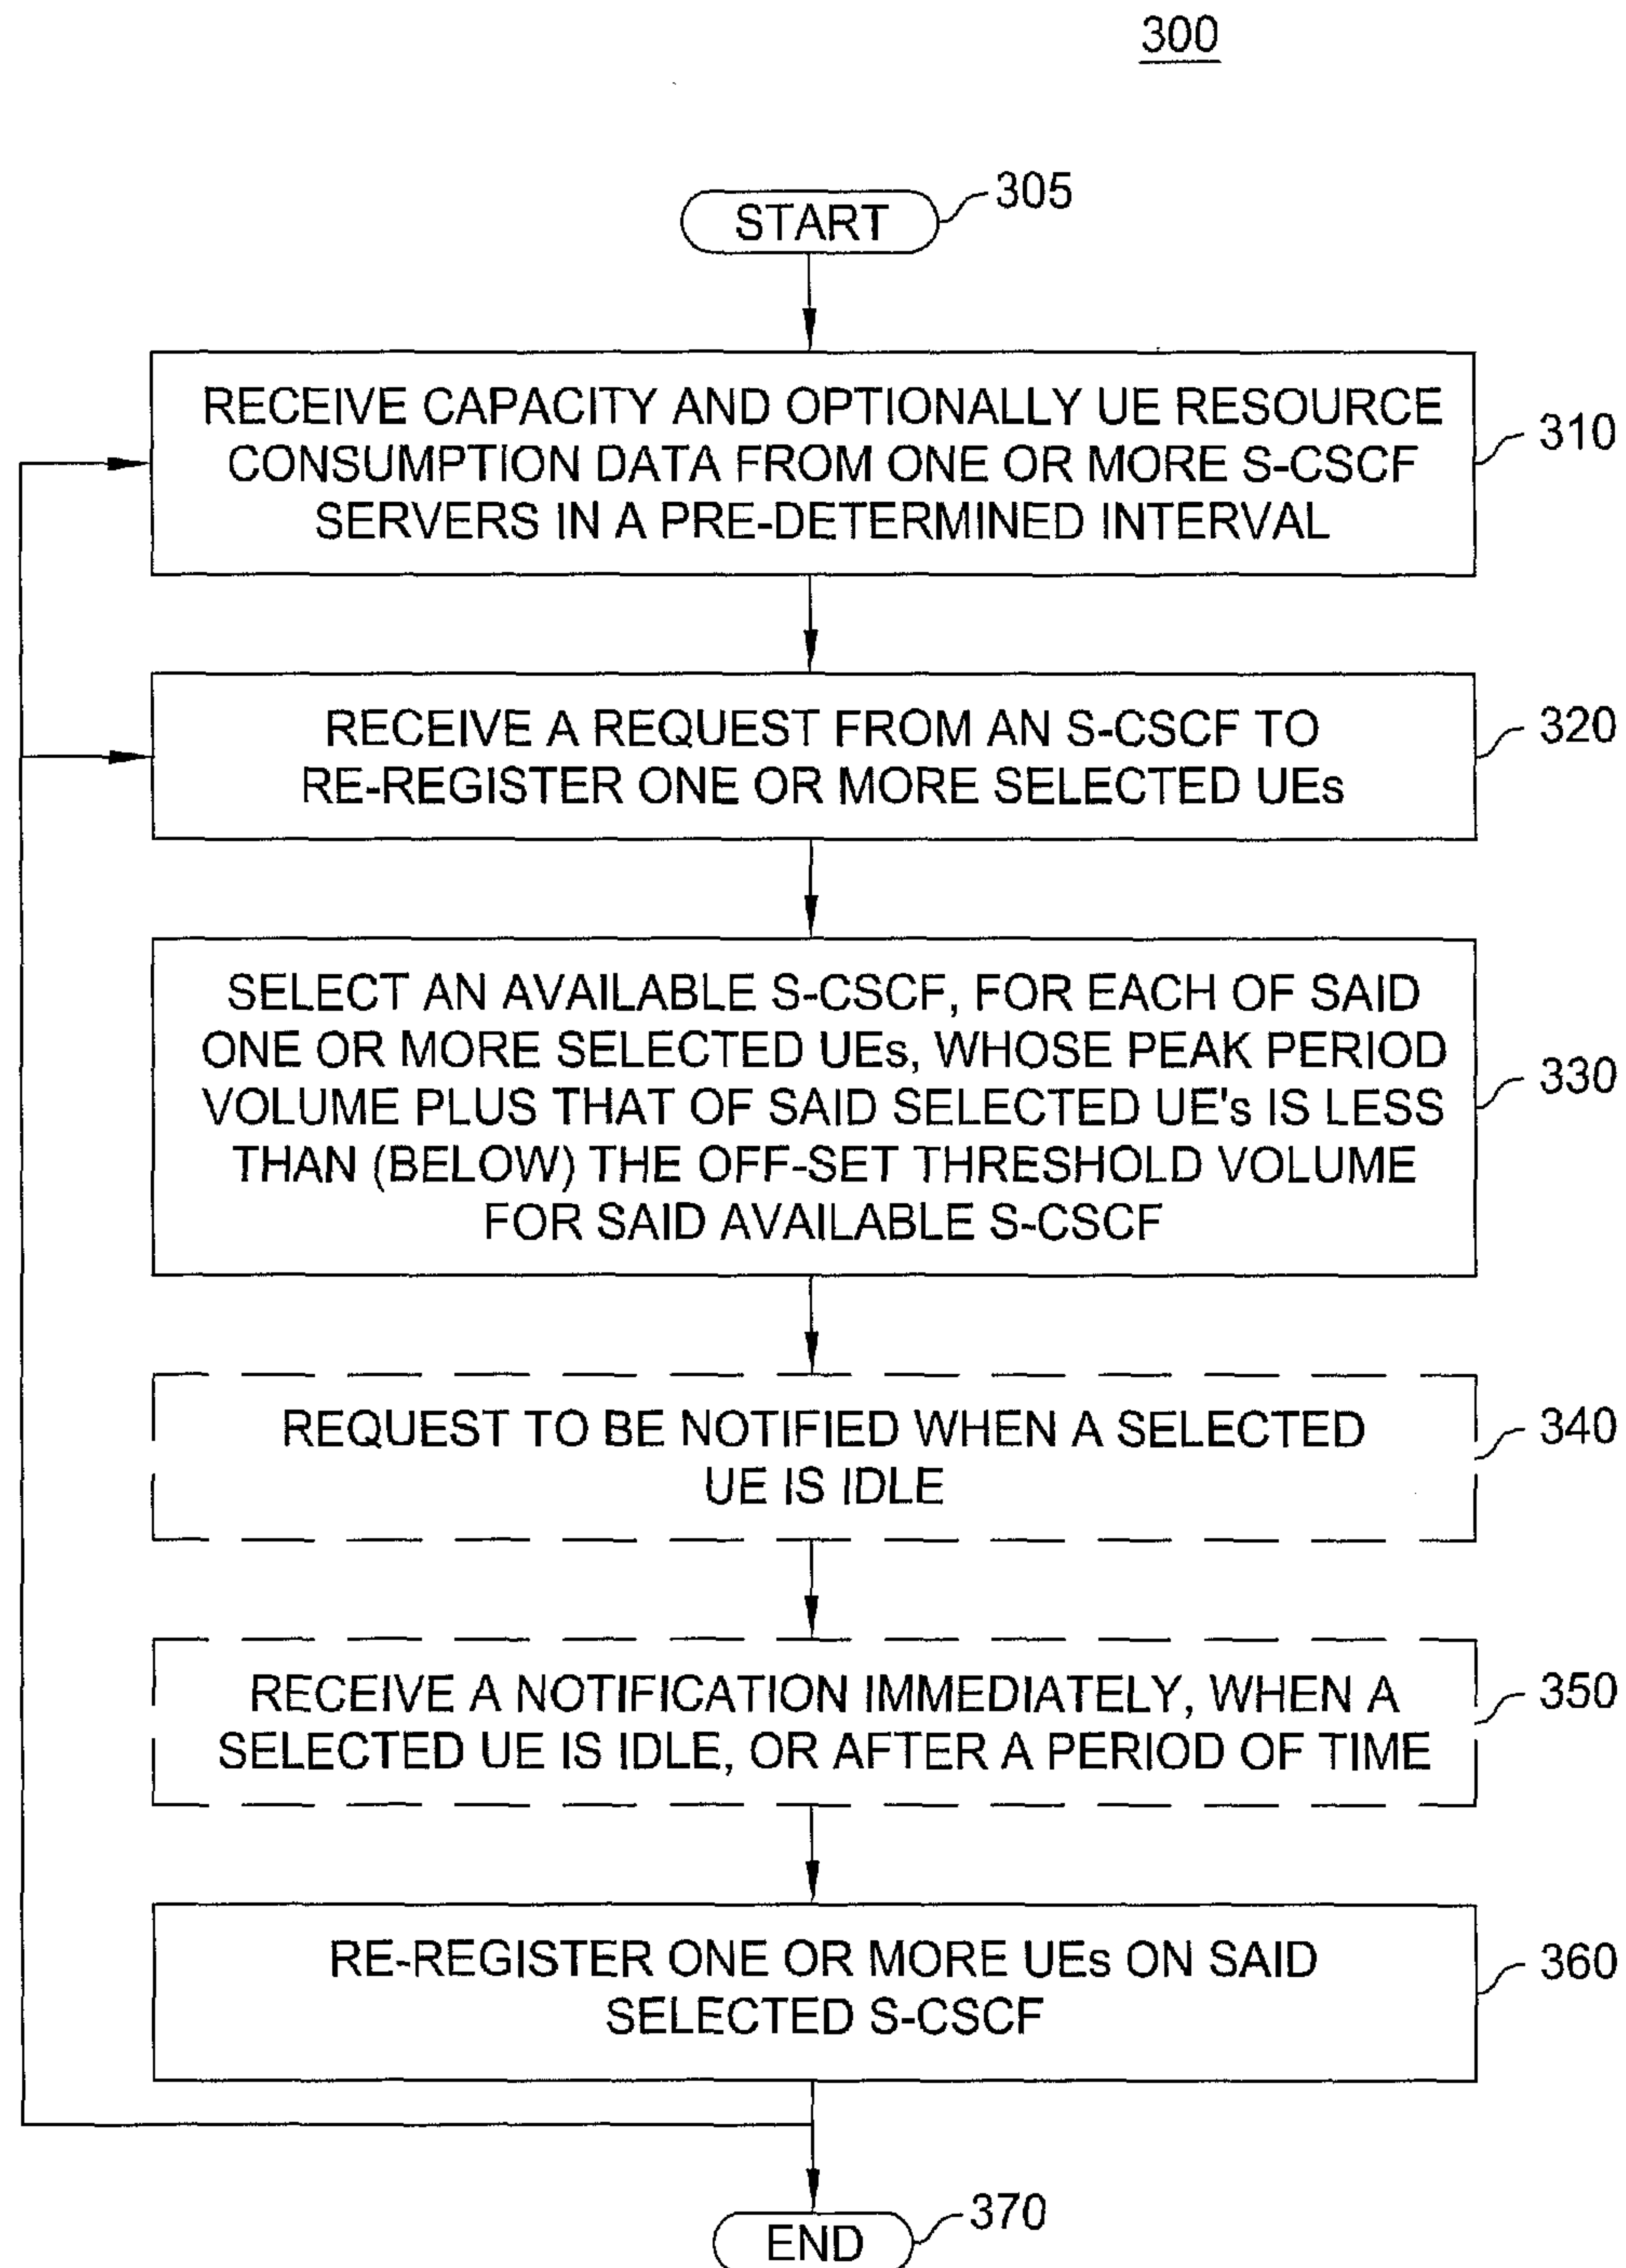 300
START
305
RECEIVE CAPACITY AND OPTIONALLY UE RESOURCE
CONSUMPTION DATA FROM ONE OR MORE S-CSCF
SERVERS IN A PRE-DETERMINED INTERVAL
310
RECEIVE A REQUEST FROM AN S-CSCF TO
RE-REGISTER ONE OR MORE SELECTED UEs
320
SELECT AN AVAILABLE S-CSCF, FOR EACH OF SAID
ONE OR MORE SELECTED UEs, WHOSE PEAK PERIOD
VOLUME PLUS THAT OF SAID SELECTED UE's IS LESS
THAN (BELOW) THE OFF-SET THRESHOLD VOLUME
FOR SAID AVAILABLE S-CSCF
330
REQUEST TO BE NOTIFIED WHEN A SELECTED
UE IS IDLE
340
RECEIVE A NOTIFICATION IMMEDIATELY, WHEN A
SELECTED UE IS IDLE, OR AFTER A PERIOD OF TIME
350
RE-REGISTER ONE OR MORE UEs ON SAID
SELECTED S-CSCF
360
END
370